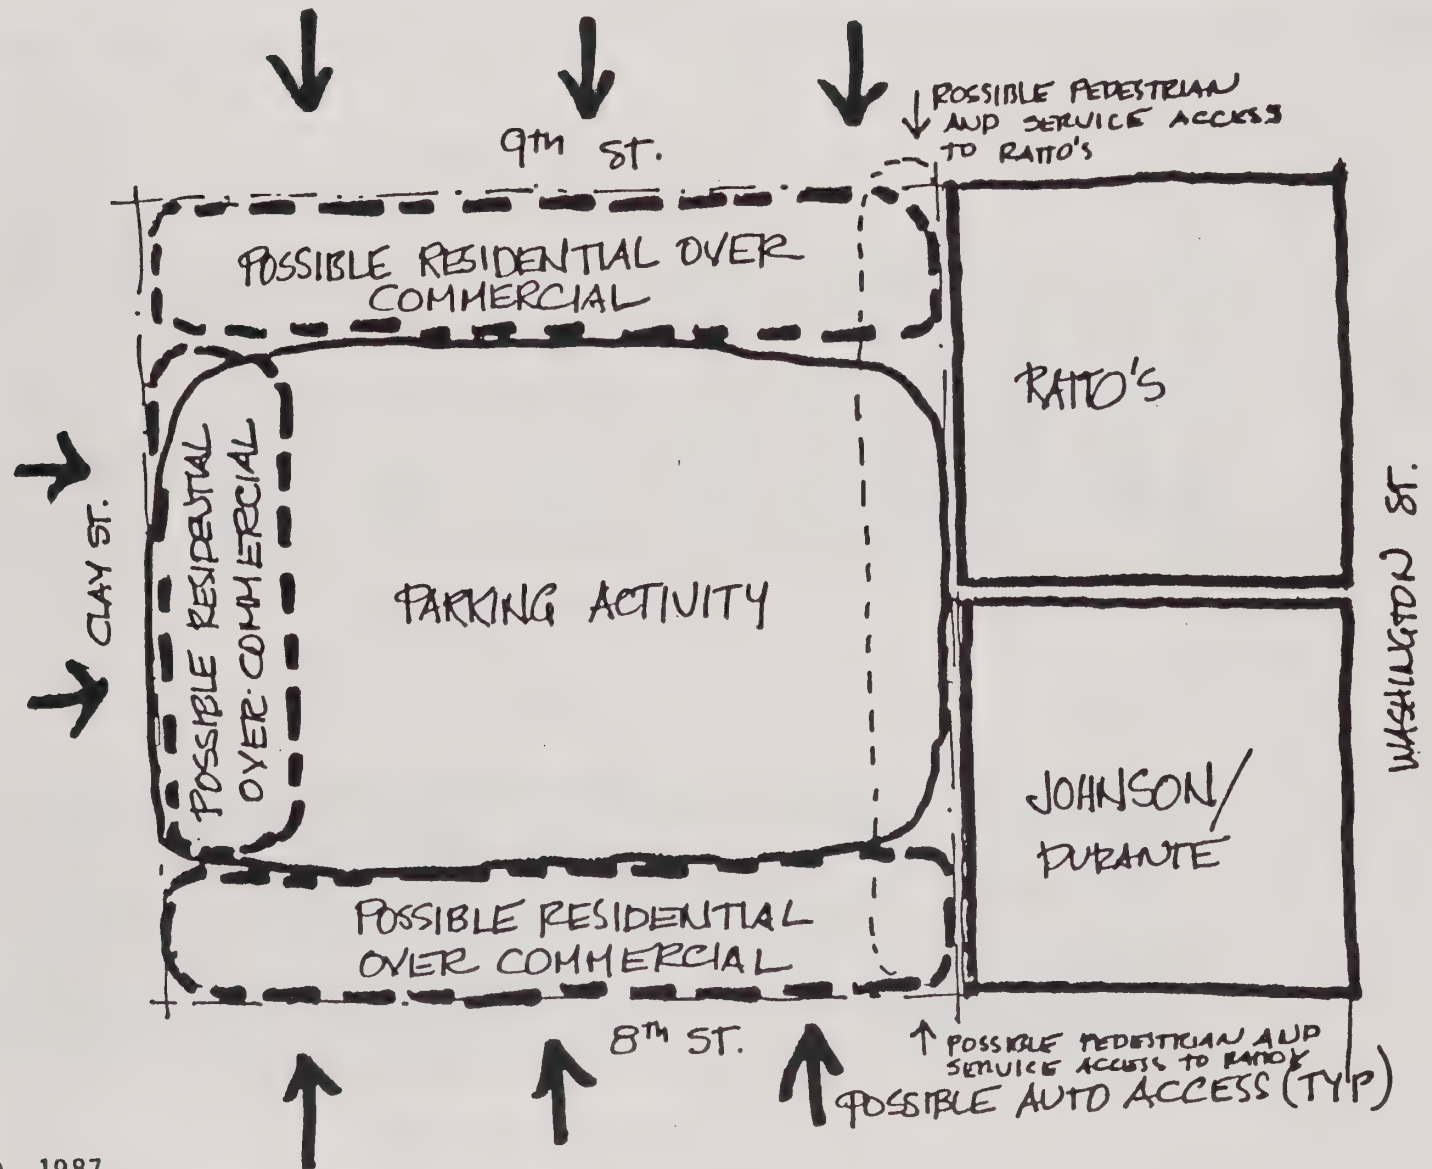 POSSIBLE PEDESTRIAN
AND SERVICE ACCESS
TO RATTO'S
9th ST.
POSSIBLE RESIDENTIAL OVER
COMMERCIAL
RATTO'S
CLAY ST.
POSSIBLE RESIDENTIAL
OVER COMMERCIAL
PARKING ACTIVITY
WASHINGTON ST.
JOHNSON/
DURANTE
POSSIBLE RESIDENTIAL
OVER COMMERCIAL
8th ST.
POSSIBLE PEDESTRIAN AND
SERVICE ACCESS TO RATTO'S
POSSIBLE AUTO ACCESS (TYP)
1987